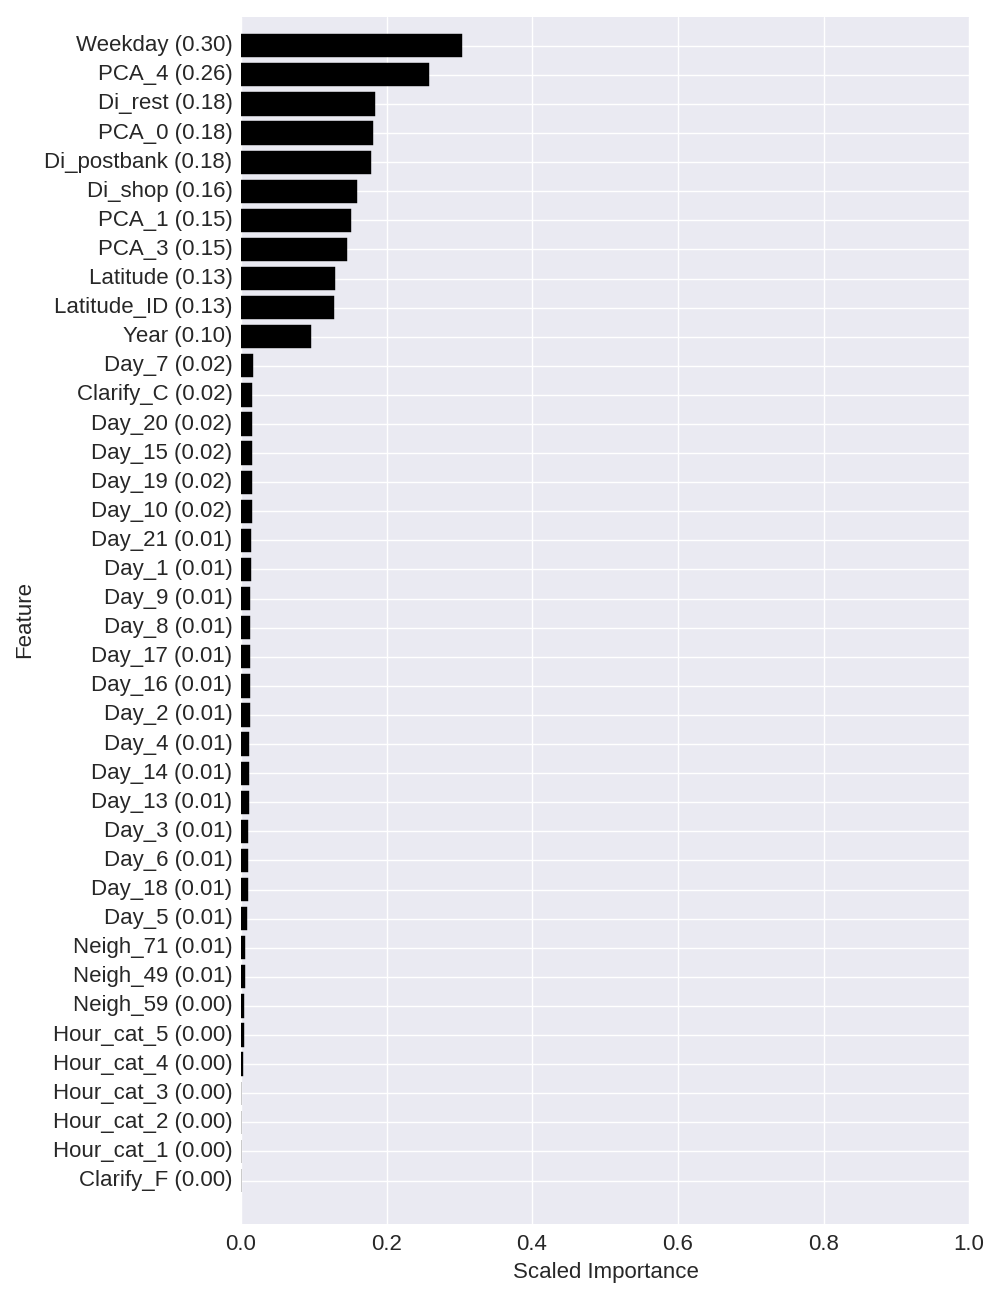 Weekday (0.30)
PCA_4 (0.26)
Di_rest (0.18)
PCA_0 (0.18)
Di_postbank (0.18)
Di_shop (0.16)
PCA_1 (0.15)
PCA_3 (0.15)
Latitude (0.13)
Latitude_ID (0.13)
Year (0.10)
Day_7 (0.02)
Clarify_C (0.02)
Day_20 (0.02)
Day_15 (0.02)
Day_19 (0.02)
Day_10 (0.02)
Day_21 (0.01)
Day_1 (0.01)
Day_9 (0.01)
Day_8 (0.01)
Day_17 (0.01)
Day_16 (0.01)
Day_2 (0.01)
Day_4 (0.01)
Day_14 (0.01)
Day_13 (0.01)
Day_3 (0.01)
Day_6 (0.01)
Day_18 (0.01)
Day_5 (0.01)
Neigh_71 (0.01)
Neigh_49 (0.01)
Neigh_59 (0.00)
Hour_cat_5 (0.00)
Hour_cat_4 (0.00)
Hour_cat_3 (0.00)
Hour_cat_2 (0.00)
Hour_cat_1 (0.00)
Clarify_F (0.00)
Feature
0.0 0.2 0.4 0.6 0.8 1.0
Scaled Importance